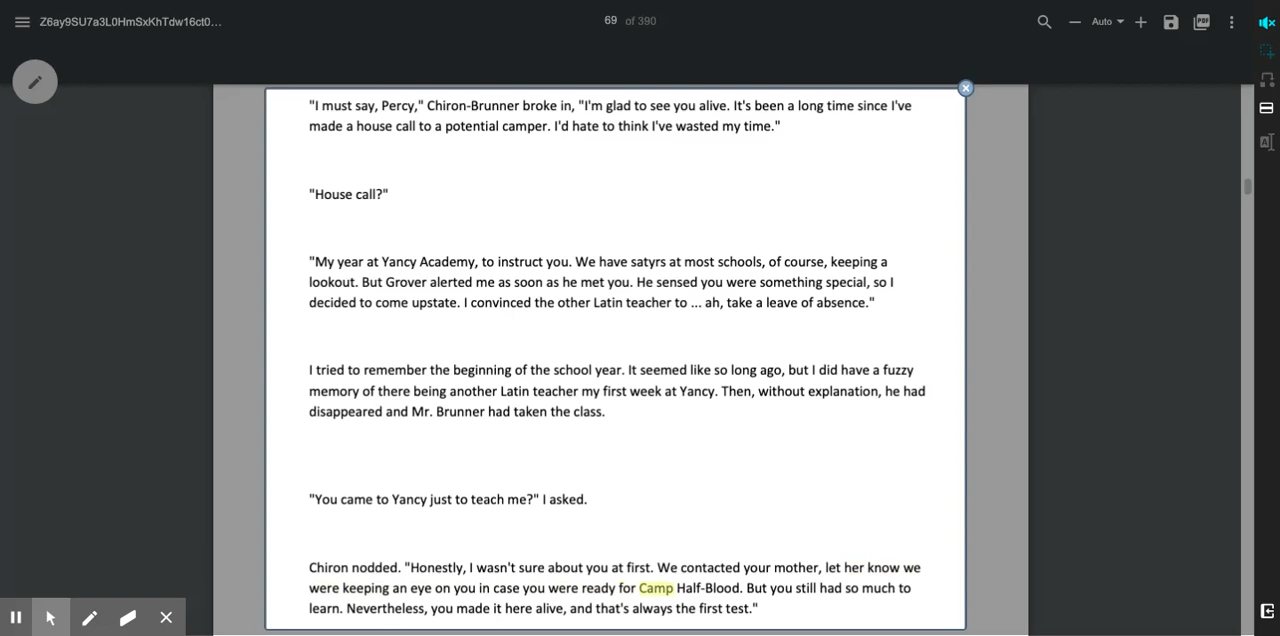 Z6ay9SU7a3L0HmSxKhTdw16ct0...
69 of 390
Auto
PDF
A
"I must say, Percy," Chiron-Brunner broke in, "I'm glad to see you alive. It's been a long time since I've
made a house call to a potential camper. I'd hate to think I've wasted my time."
"House call?"
"My year at Yancy Academy, to instruct you. We have satyrs at most schools, of course, keeping a
lookout. But Grover alerted me as soon as he met you. He sensed you were something special, so I
decided to come upstate. I convinced the other Latin teacher to ... ah, take a leave of absence."
I tried to remember the beginning of the school year. It seemed like so long ago, but I did have a fuzzy
memory of there being another Latin teacher my first week at Yancy. Then, without explanation, he had
disappeared and Mr. Brunner had taken the class.
"You came to Yancy just to teach me?" I asked.
Chiron nodded. "Honestly, I wasn't sure about you at first. We contacted your mother, let her know we
were keeping an eye on you in case you were ready for Camp Half-Blood. But you still had so much to
learn. Nevertheless, you made it here alive, and that's always the first test."